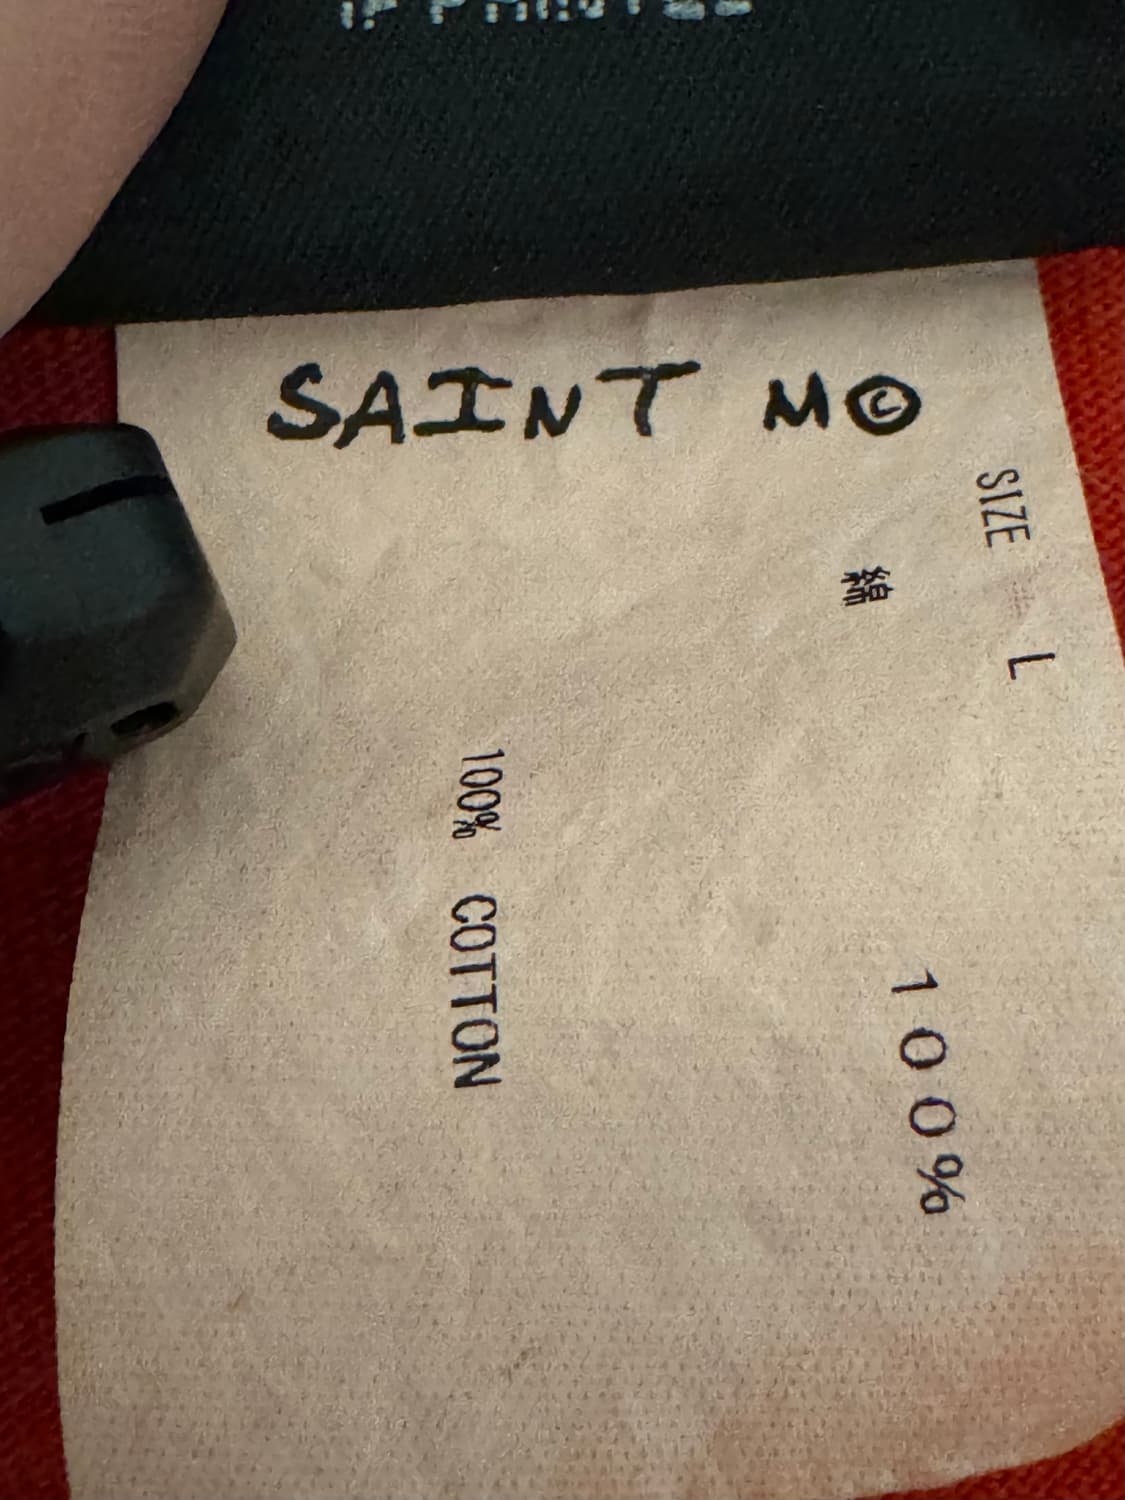 SAINT M©
SIZE L
綿 100%
100% COTTON